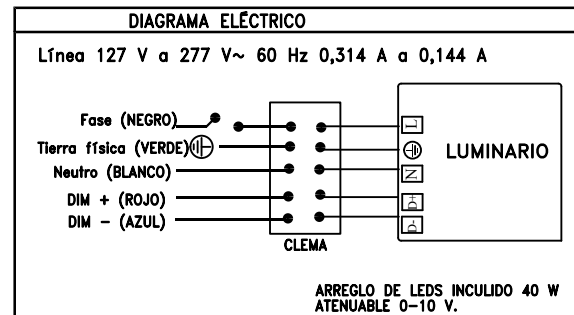 DIAGRAMA ELÉCTRICO
Línea 127 V a 277 V~ 60 Hz 0,314 A a 0,144 A
Fase (NEGRO)
Tierra física (VERDE)
Neutro (BLANCO)
DIM + (ROJO)
DIM - (AZUL)
CLEMA
L
N
D+
D-
LUMINARIO
ARREGLO DE LEDS INCULIDO 40 W
ATENUABLE 0-10 V.